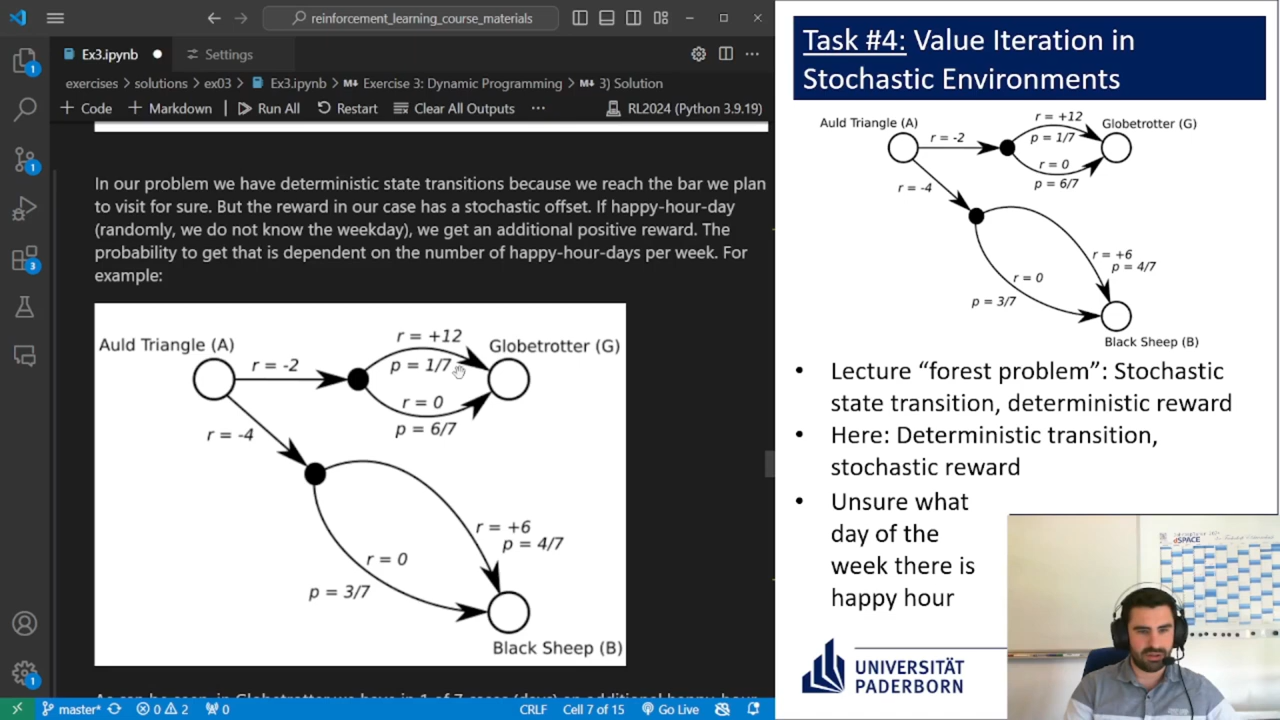 reinforcement_learning_course_materials
Ex3.ipynb
Settings
exercises > solutions > ex03 > Ex3.ipynb > M↓ Exercise 3: Dynamic Programming > M↓ 3) Solution
+ Code + Markdown | Run All Restart Clear All Outputs ... RL2024 (Python 3.9.19)
In our problem we have deterministic state transitions because we reach the bar we plan
to visit for sure. But the reward in our case has a stochastic offset. If happy-hour-day
(randomly, we do not know the weekday), we get an additional positive reward. The
probability to get that is dependent on the number of happy-hour-days per week. For
example:
Auld Triangle (A)
r = -2
r = +12
p = 1/7
Globetrotter (G)
r = 0
p = 6/7
r = -4
r = +6
p = 4/7
r = 0
p = 3/7
Black Sheep (B)
1
1
3
1
master* 0 2 0 CRLF Cell 7 of 15 Go Live
Task #4: Value Iteration in
Stochastic Environments
Auld Triangle (A)
r = -2
r = +12
p = 1/7
Globetrotter (G)
r = 0
p = 6/7
r = -4
r = +6
p = 4/7
r = 0
p = 3/7
Black Sheep (B)
• Lecture “forest problem”: Stochastic
state transition, deterministic reward
• Here: Deterministic transition,
stochastic reward
• Unsure what
day of the
week there is
happy hour
dSPACE
UNIVERSITÄT
PADERBORN